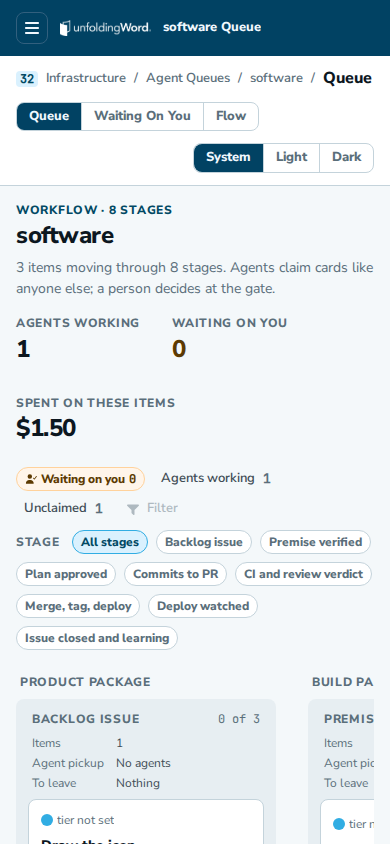 unfoldingWord. software Queue
32 Infrastructure / Agent Queues / software / Queue
Queue Waiting On You Flow
System Light Dark
WORKFLOW · 8 STAGES
software
3 items moving through 8 stages. Agents claim cards like
anyone else; a person decides at the gate.
AGENTS WORKING WAITING ON YOU
1 0
SPENT ON THESE ITEMS
$1.50
Waiting on you 0 Agents working 1
Unclaimed 1 Filter
STAGE All stages Backlog issue Premise verified
Plan approved Commits to PR CI and review verdict
Merge, tag, deploy Deploy watched
Issue closed and learning
PRODUCT PACKAGE BUILD PA
BACKLOG ISSUE 0 of 3 PREMIS
Items 1 Items
Agent pickup No agents Agent pic
To leave Nothing To leave
tier not set tier n